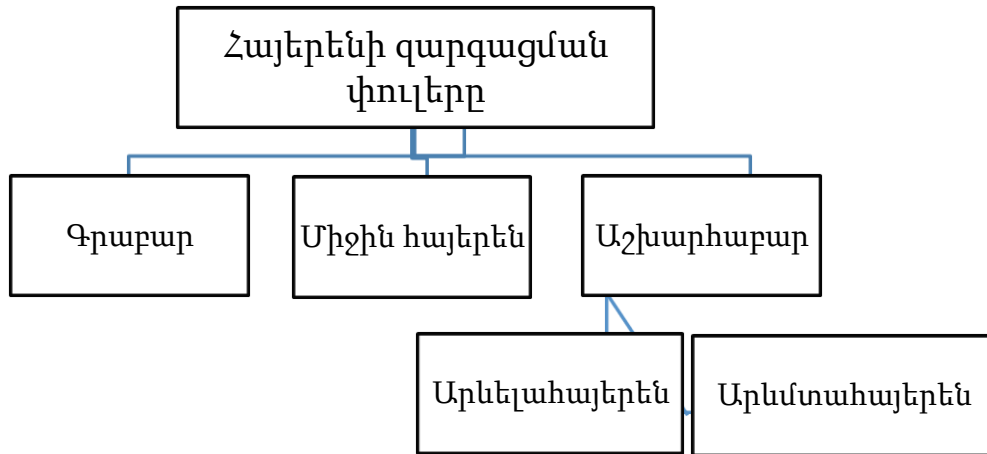 Հայերենի զարգացման
փուլերը
Գրաբար
Միջին հայերեն
Աշխարհաբար
Արևելահայերեն
Արևմտահայերեն